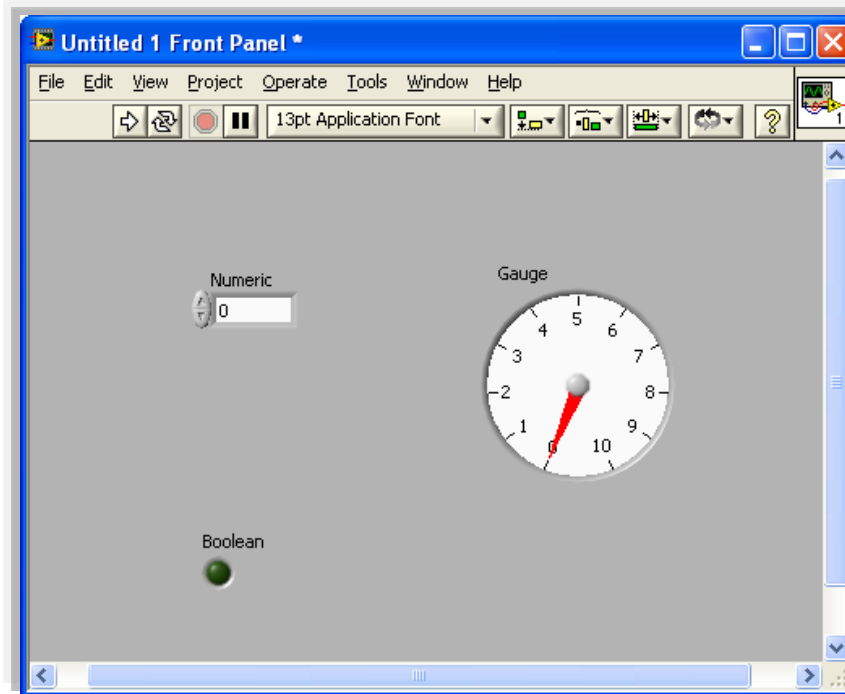 Untitled 1 Front Panel *
File Edit View Project Operate Tools Window Help
13pt Application Font
?
1
Numeric
0
Gauge
0
1
2
3
4
5
6
7
8
9
10
Boolean